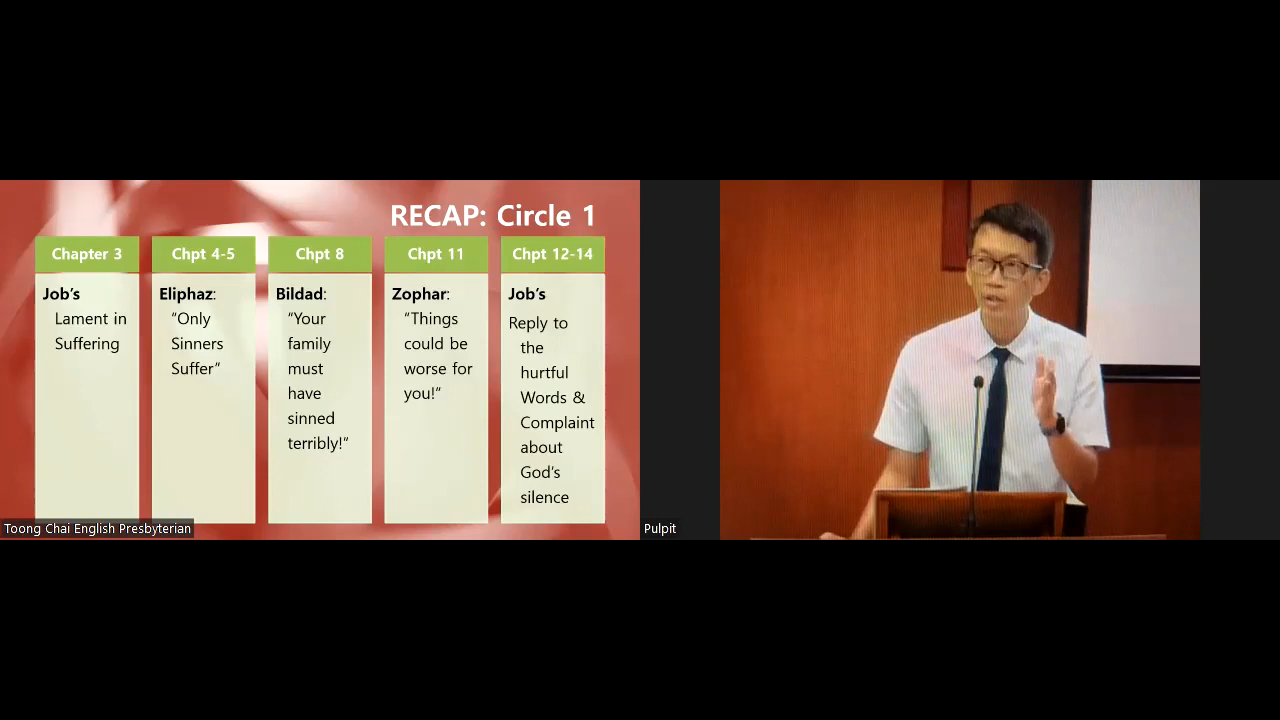 RECAP: Circle 1
Chapter 3
Job's
Lament in
Suffering
Chpt 4-5
Eliphaz:
"Only
Sinners
Suffer"
Chpt 8
Bildad:
"Your
family
must
have
sinned
terribly!"
Chpt 11
Zophar:
"Things
could be
worse for
you!"
Chpt 12-14
Job's
Reply to
the
hurtful
Words &
Complaint
about
God's
silence
Toong Chai English Presbyterian
Pulpit